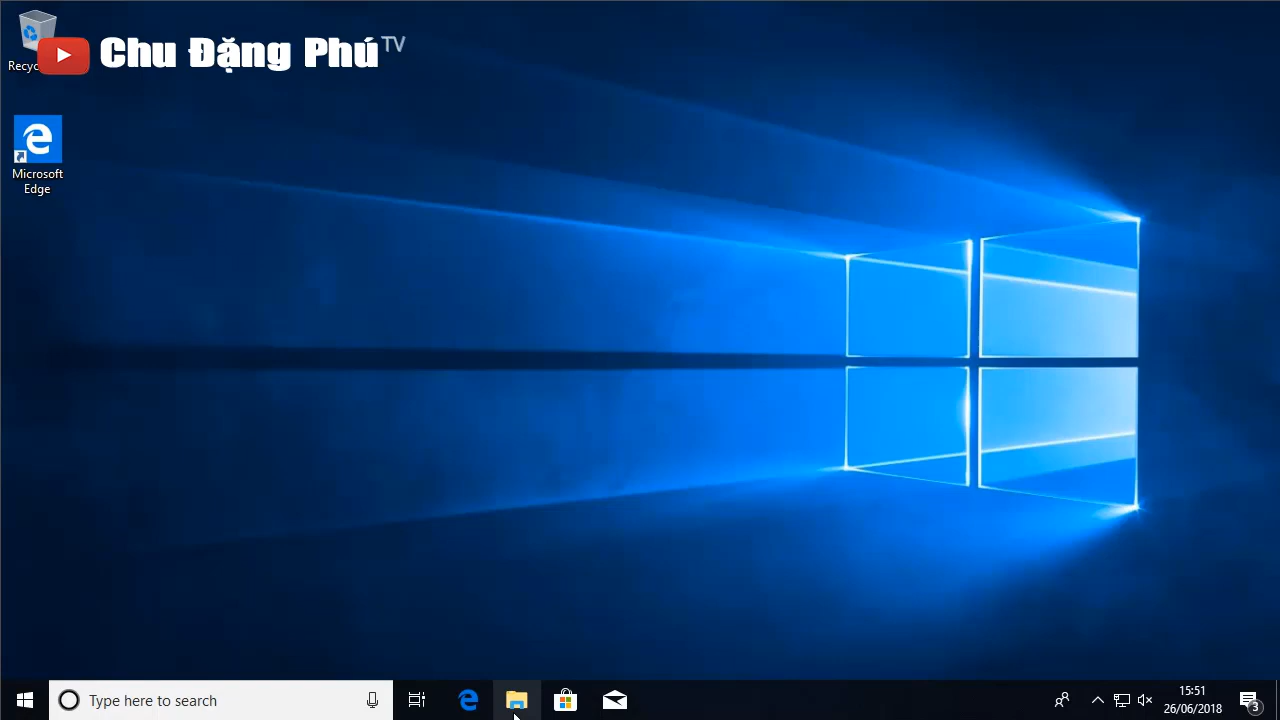 Chu Đặng Phú TV
Recyc
Microsoft
Edge
Type here to search
15:51
26/06/2018
3